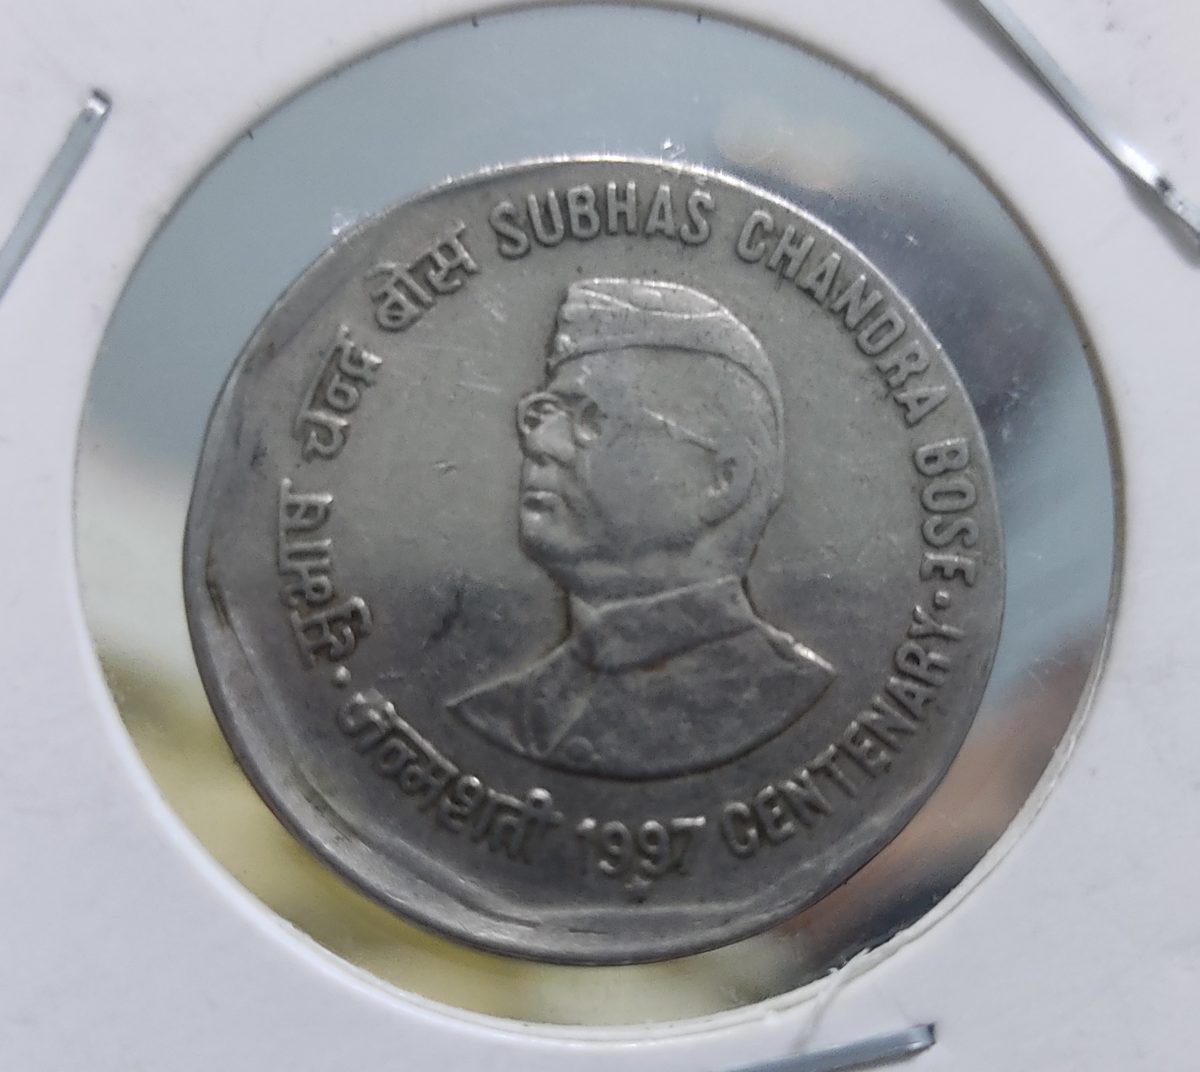 सुभाष चन्द्र बोस SUBHAS CHANDRA BOSE • CENTENARY
• जन्मशती 1997